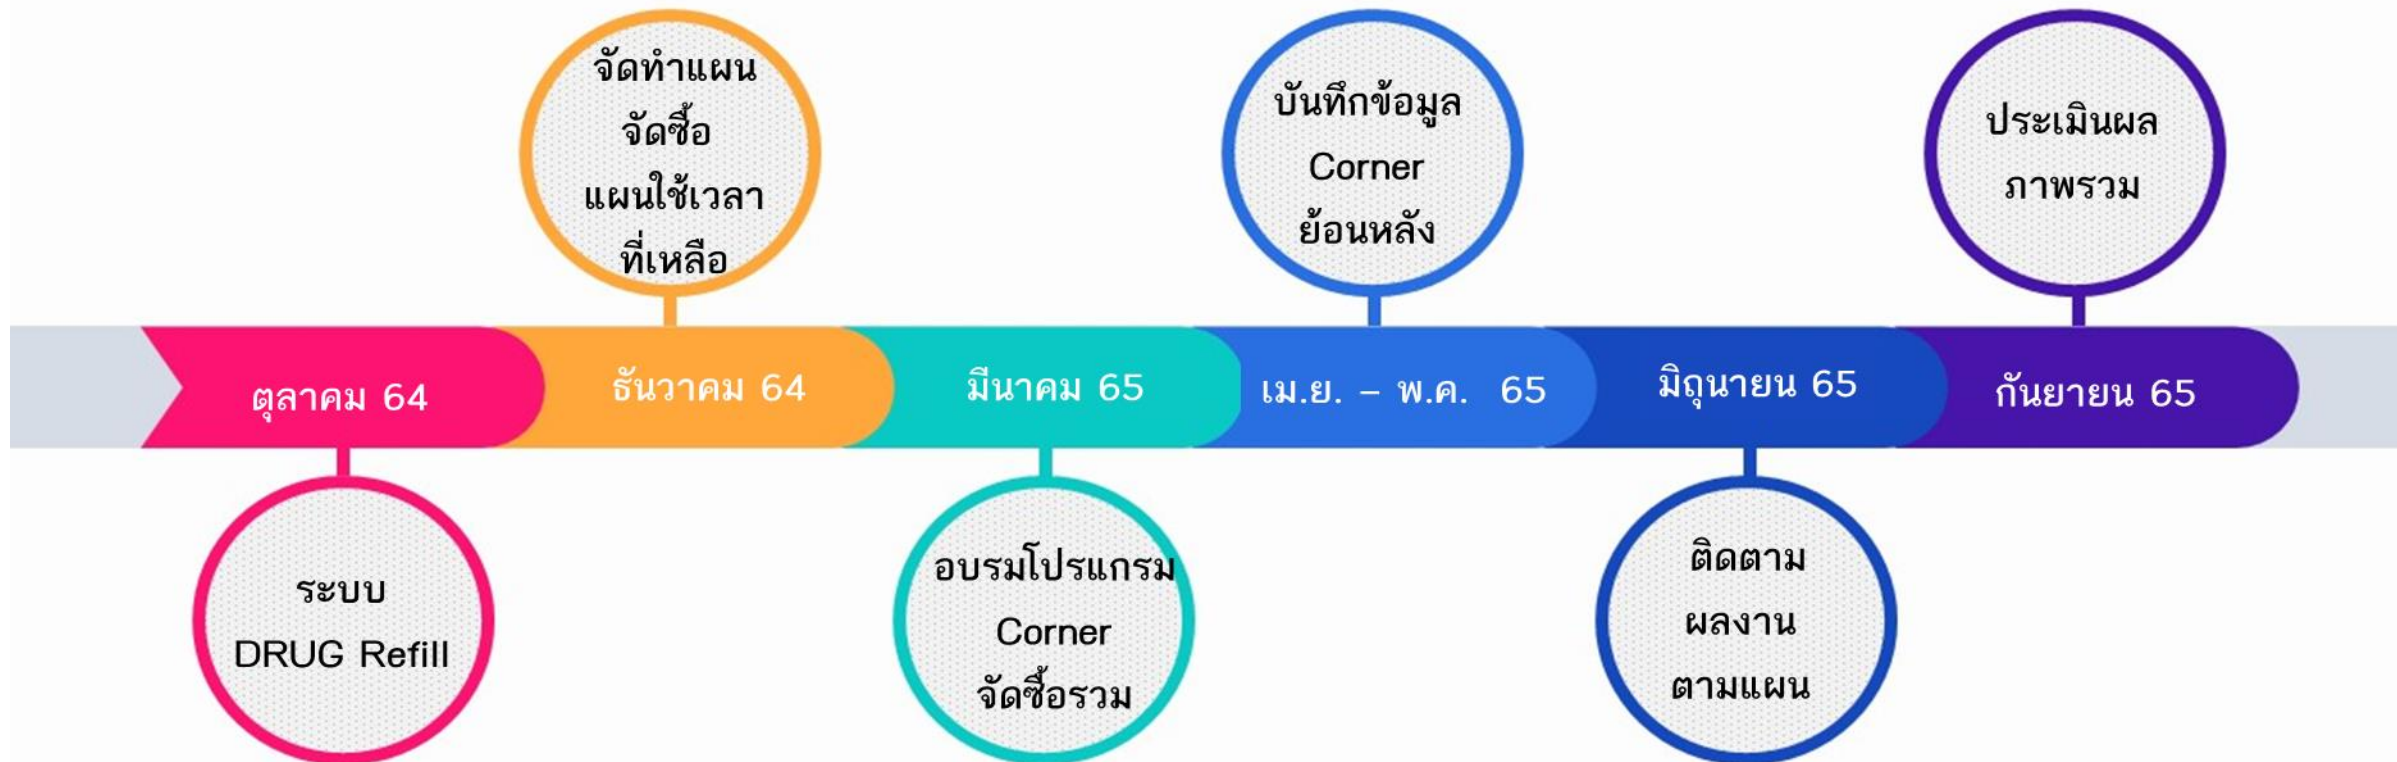 จัดทำแผน
จัดซื้อ
แผนใช้เวลา
ที่เหลือ
บันทึกข้อมูล
Corner
ย้อนหลัง
ประเมินผล
ภาพรวม
ตุลาคม 64
ธันวาคม 64
มีนาคม 65
เม.ย. – พ.ค. 65
มิถุนายน 65
กันยายน 65
ระบบ
DRUG Refill
อบรมโปรแกรม
Corner
จัดซื้อรวม
ติดตาม
ผลงาน
ตามแผน